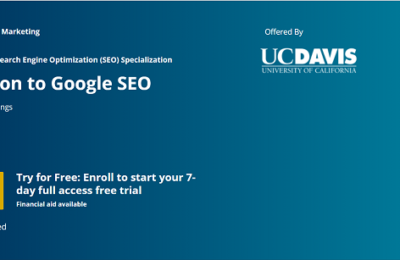 Marketing
Offered By
earch Engine Optimization (SEO) Specialization
UCDAVIS
UNIVERSITY OF CALIFORNIA
on to Google SEO
ngs
Try for Free: Enroll to start your 7-
day full access free trial
Financial aid available
ed